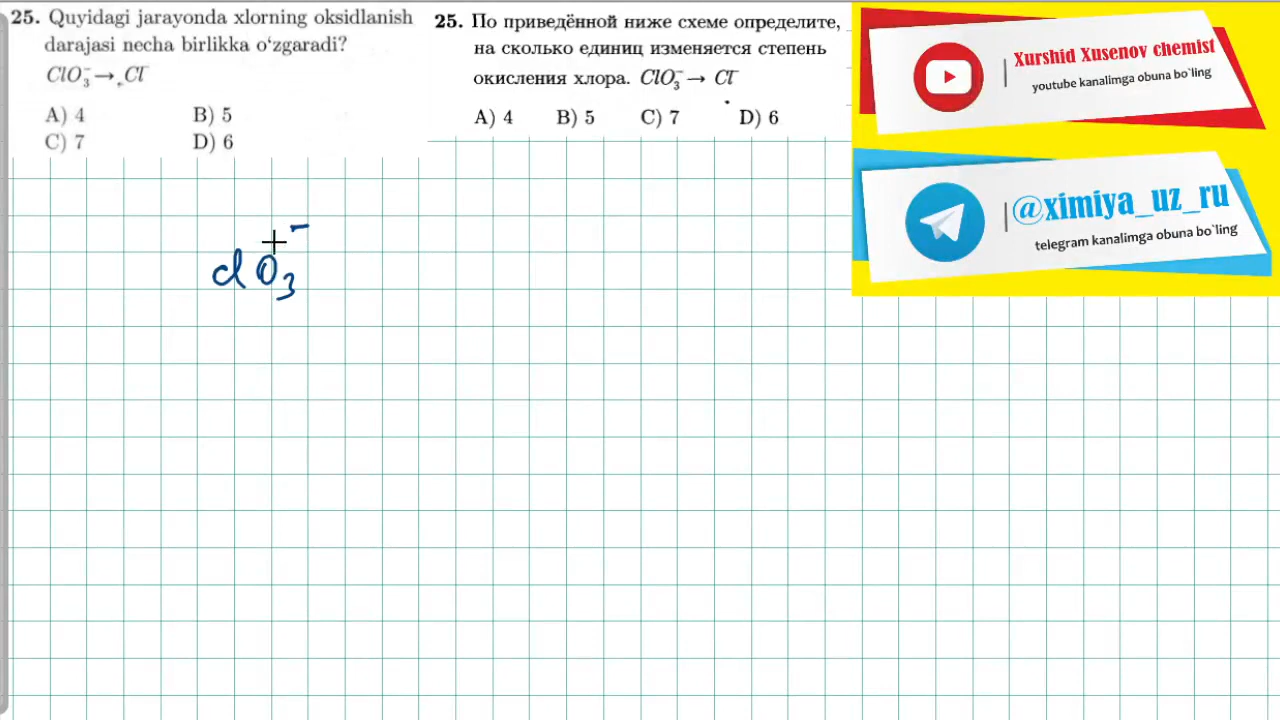 25. Quyidagi jarayonda xlorning oksidlanish
darajasi necha birlikka o‘zgaradi?
ClO₃⁻ → Cl⁻
A) 4 B) 5
C) 7 D) 6
25. По приведённой ниже схеме определите,
на сколько единиц изменяется степень
окисления хлора. ClO₃⁻ → Cl⁻
A) 4 B) 5 C) 7 D) 6
Xurshid Xusenov chemist
youtube kanalimga obuna bo`ling
@ximiya_uz_ru
telegram kanalimga obuna bo`ling
ClO₃⁻